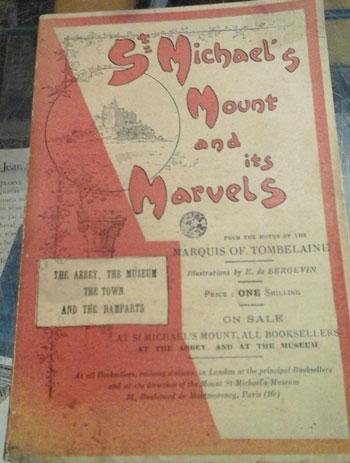 Sts Michael's
Mount
and
its
Marvels
FROM THE NOTES OF THE
MARQUIS OF TOMBELAINE
Illustrations by E. de BERGEVIN
PRICE : ONE SHILLING
ON SALE
AT St MICHAEL'S MOUNT, ALL BOOKSELLERS
AT THE ABBEY, AND AT THE MUSEUM
THE ABBEY, THE MUSEUM
THE TOWN
AND THE RAMPARTS
At all Booksellers, railway stations, in London at the principal Booksellers
and at the direction of the Mount St-Michael's Museum
Boulevard de Montmorency, Paris (16e)
Jean